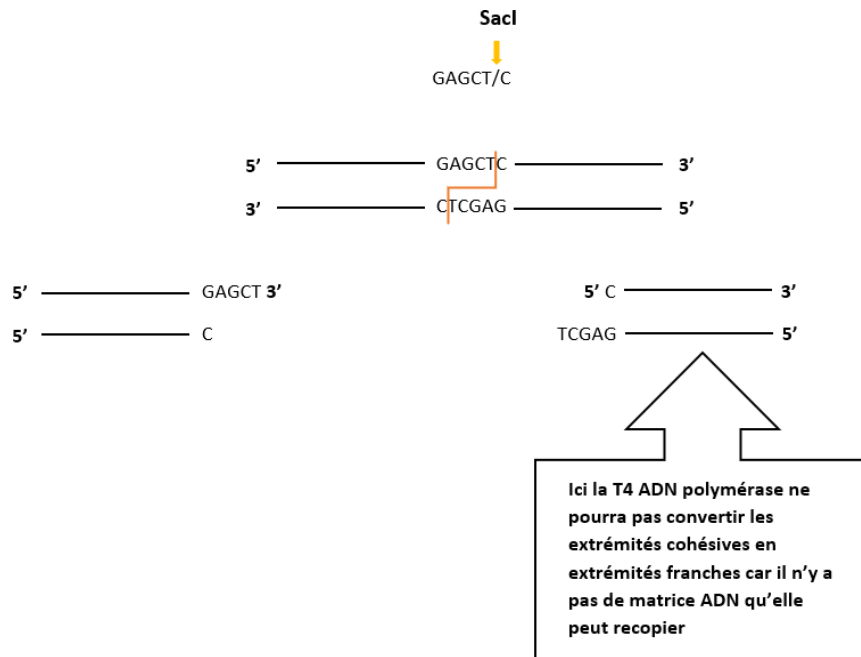 SacI
GAGCT/C
5’ GAGCTC 3’
3’ CTCGAG 5’
5’ GAGCT 3’ 5’ C 3’
5’ C TCGAG 5’
Ici la T4 ADN polymérase ne
pourra pas convertir les
extrémités cohésives en
extrémités franches car il n’y a
pas de matrice ADN qu’elle
peut recopier